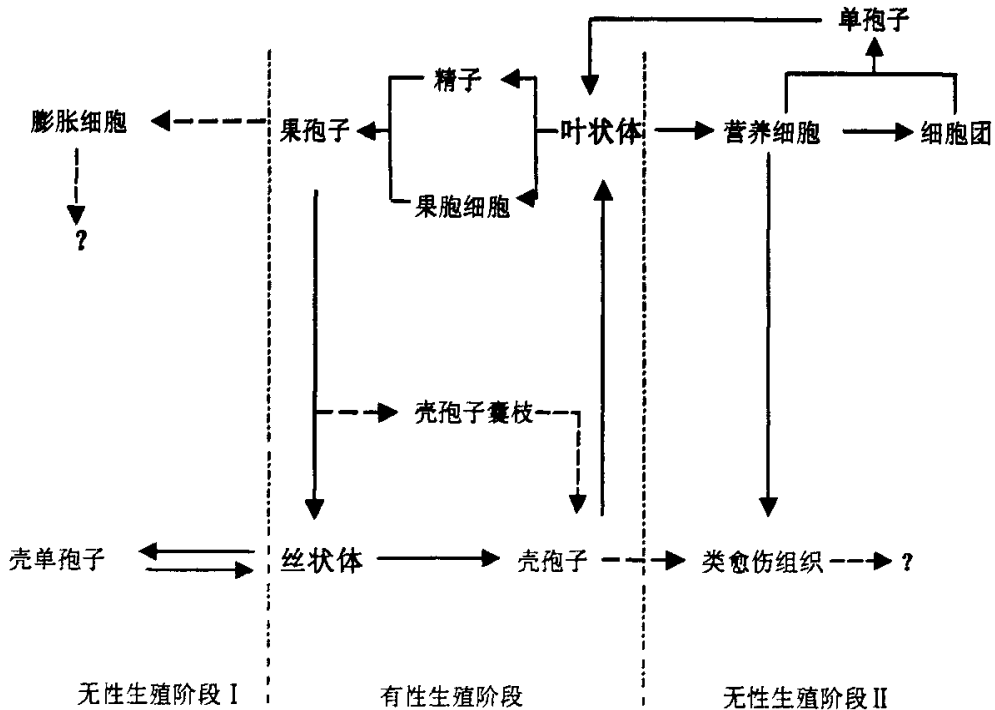 单孢子
精子
膨胀细胞
果孢子
叶状体
营养细胞
细胞团
果胞细胞
?
壳孢子囊枝
壳单孢子
丝状体
壳孢子
类愈伤组织
?
无性生殖阶段Ⅰ
有性生殖阶段
无性生殖阶段Ⅱ